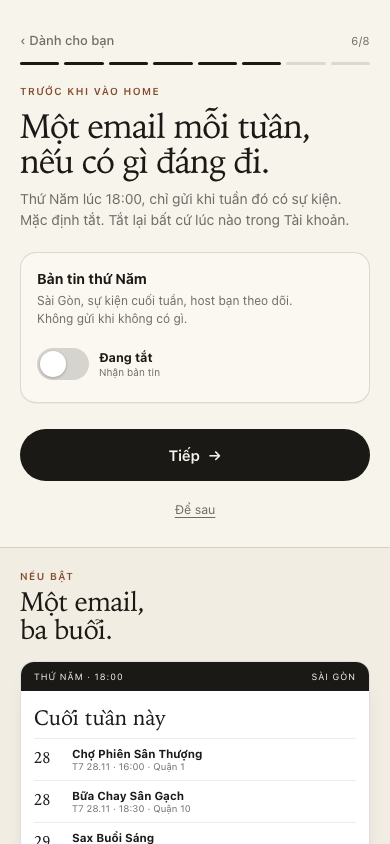 ‹ Dành cho bạn
6/8
TRƯỚC KHI VÀO HOME
Một email mỗi tuần,
nếu có gì đáng đi.
Thứ Năm lúc 18:00, chỉ gửi khi tuần đó có sự kiện.
Mặc định tắt. Tắt lại bất cứ lúc nào trong Tài khoản.
Bản tin thứ Năm
Sài Gòn, sự kiện cuối tuần, host bạn theo dõi.
Không gửi khi không có gì.
Đang tắt
Nhận bản tin
Tiếp →
Để sau
NẾU BẬT
Một email,
ba buổi.
THỨ NĂM · 18:00
SÀI GÒN
Cuối tuần này
28
Chợ Phiên Sân Thượng
T7 28.11 · 16:00 · Quận 1
28
Bữa Chay Sân Gạch
T7 28.11 · 18:30 · Quận 10
29
Sax Buổi Sáng